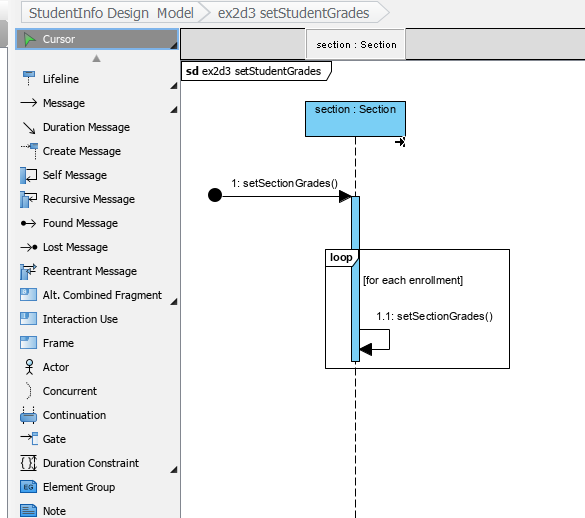 StudentInfo Design Model
ex2d3 setStudentGrades
Cursor
Lifeline
Message
Duration Message
Create Message
Self Message
Recursive Message
Found Message
Lost Message
Reentrant Message
Alt. Combined Fragment
Interaction Use
Frame
Actor
Concurrent
Continuation
Gate
Duration Constraint
EG Element Group
Note
section : Section
sd ex2d3 setStudentGrades
section : Section
1: setSectionGrades()
loop
[for each enrollment]
1.1: setSectionGrades()